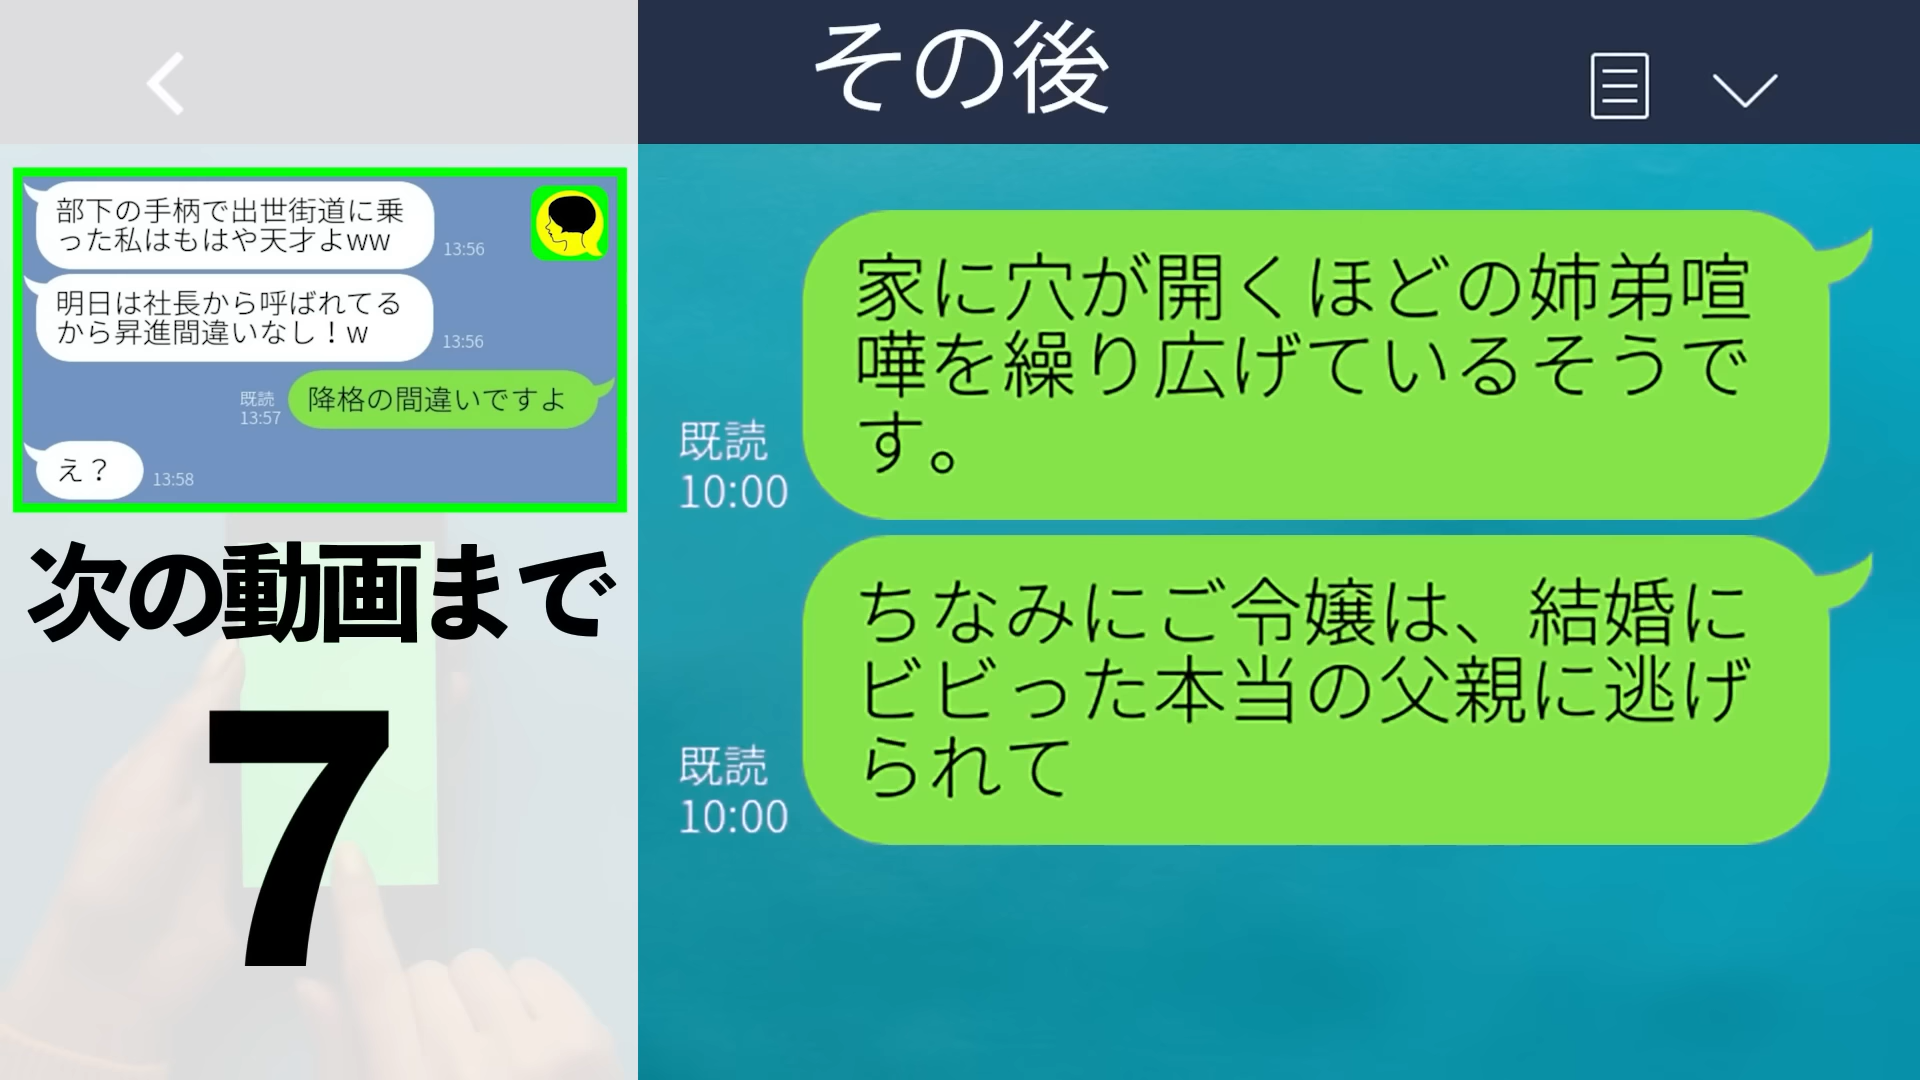 部下の手柄で出世街道に乗
った私はもはや天才よww
13:56
明日は社長から呼ばれてる
から昇進間違いなし！w
13:56
既読
13:57
降格の間違いですよ
え？
13:58
次の動画まで
7
その後
家に穴が開くほどの姉弟喧
嘩を繰り広げているそうで
す。
既読
10:00
ちなみにご令嬢は、結婚に
ビビった本当の父親に逃げ
られて
既読
10:00